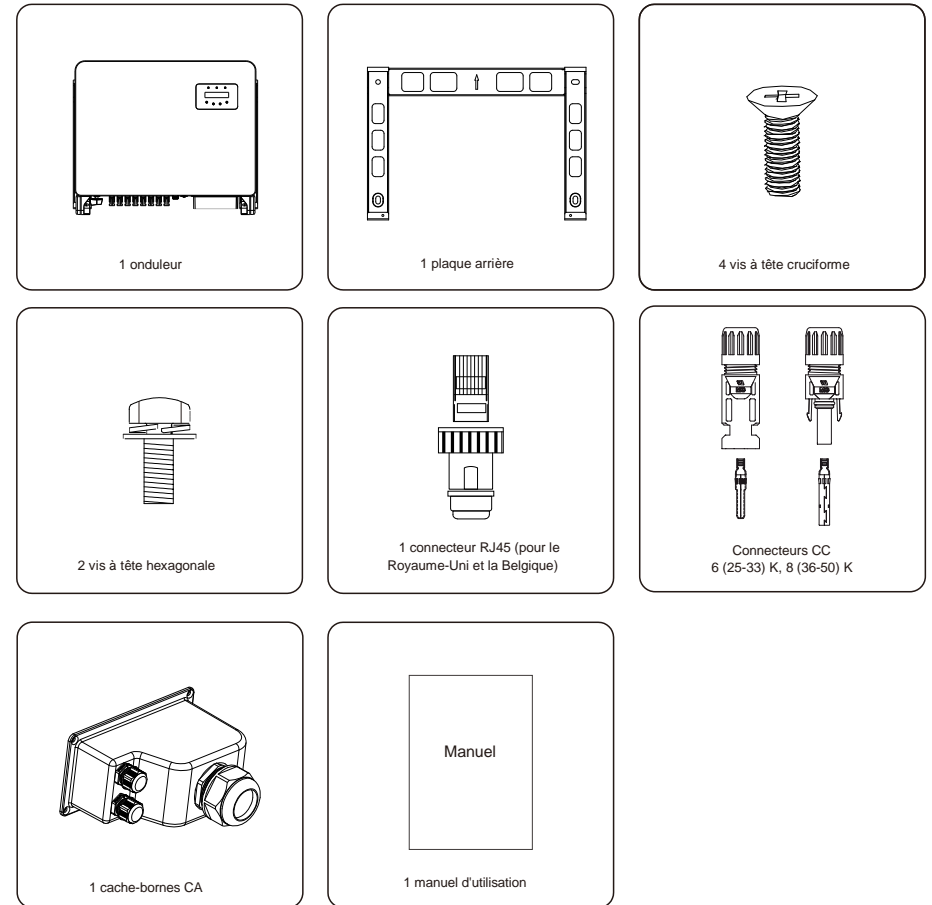 1 onduleur
1 plaque arrière
4 vis à tête cruciforme
2 vis à tête hexagonale
1 connecteur RJ45 (pour le
Royaume-Uni et la Belgique)
Connecteurs CC
6 (25-33) K, 8 (36-50) K
1 cache-bornes CA
Manuel
1 manuel d'utilisation